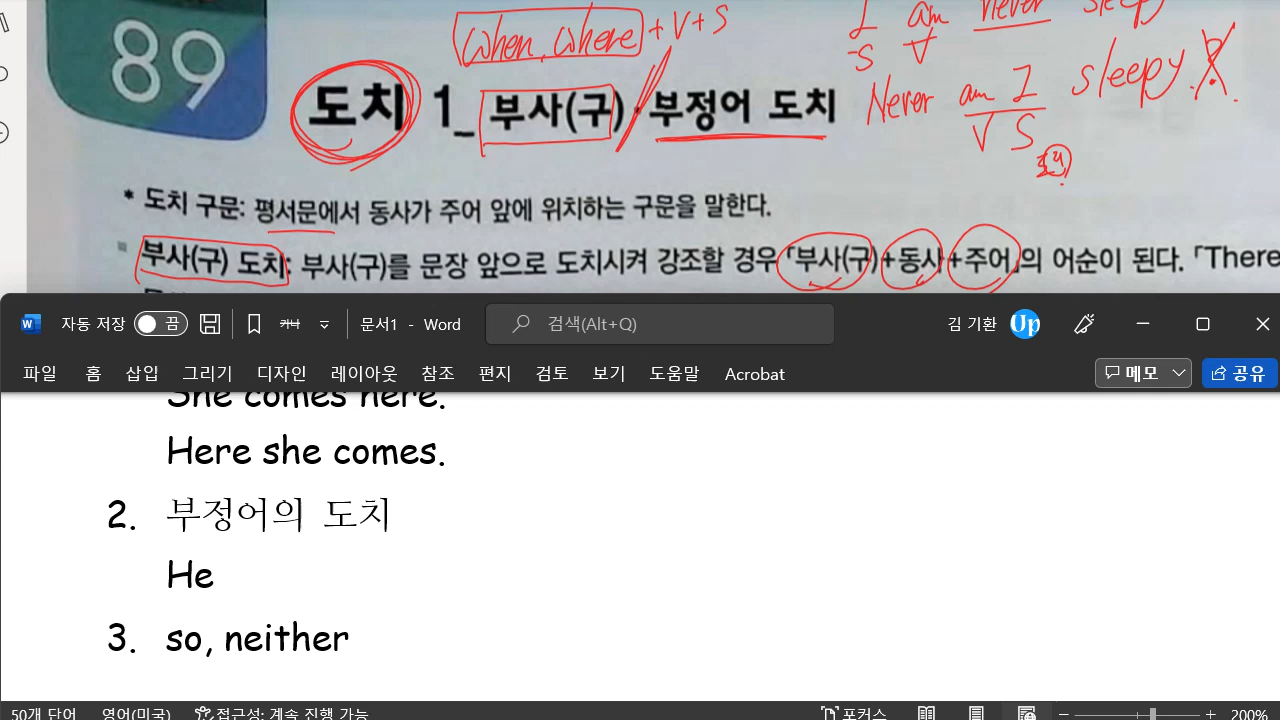 when, where + V + S
I am never sleepy
S V
89
도치 1_ 부사(구)·부정어 도치
Never am I sleepy.
V S
* 도치 구문: 평서문에서 동사가 주어 앞에 위치하는 구문을 말한다.
부사(구) 도치: 부사(구)를 문장 앞으로 도치시켜 강조할 경우 「부사(구)+동사+주어」의 어순이 된다. 「There
자동 저장 끔 문서1 - Word 검색(Alt+Q) 김 기환 Up
파일 홈 삽입 그리기 디자인 레이아웃 참조 편지 검토 보기 도움말 Acrobat 메모 공유
She comes here.
Here she comes.
2. 부정어의 도치
He
3. so, neither
50개 단어 영어(미국) 접근성: 계속 진행 가능 포커스 200%